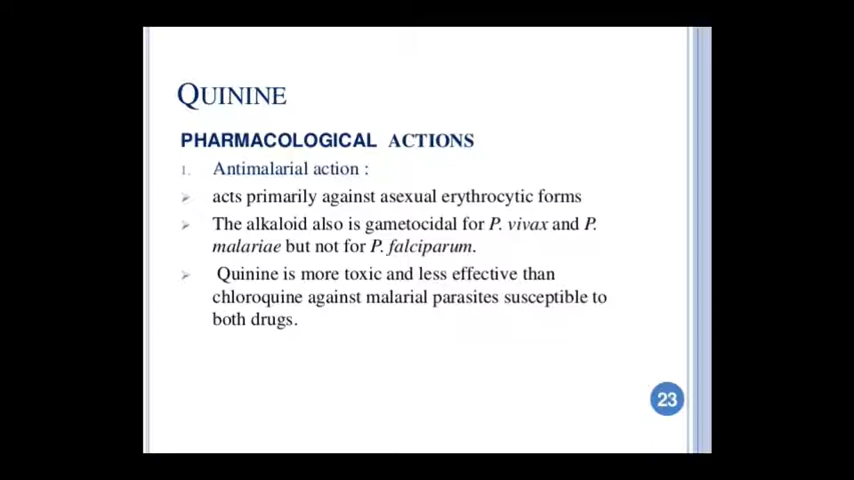 QUININE
PHARMACOLOGICAL ACTIONS
1. Antimalarial action :
➢ acts primarily against asexual erythrocytic forms
➢ The alkaloid also is gametocidal for P. vivax and P.
malariae but not for P. falciparum.
➢ Quinine is more toxic and less effective than
chloroquine against malarial parasites susceptible to
both drugs.
23